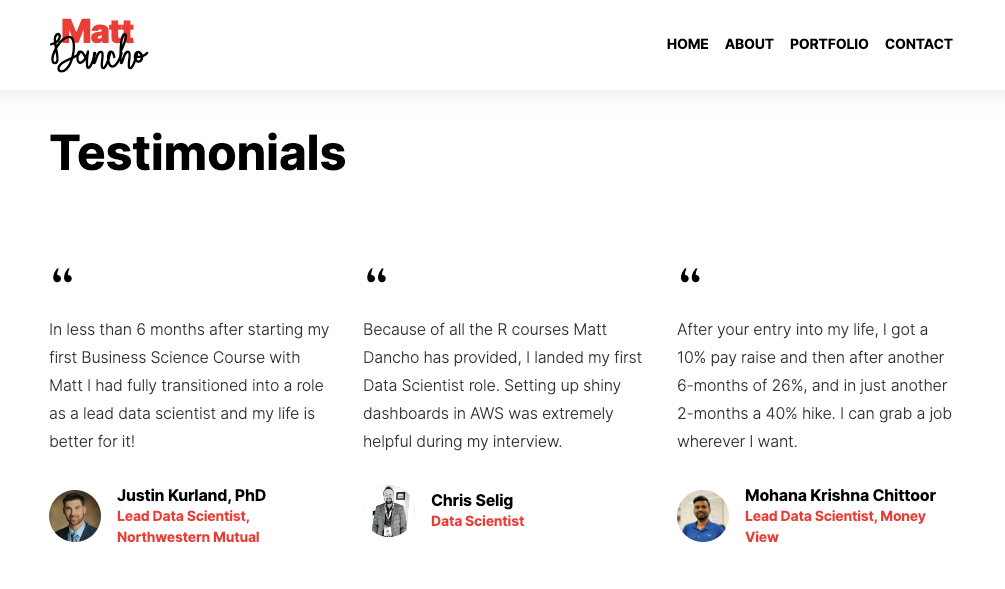 Matt
Dancho
HOME ABOUT PORTFOLIO CONTACT
Testimonials
“
In less than 6 months after starting my
first Business Science Course with
Matt I had fully transitioned into a role
as a lead data scientist and my life is
better for it!
Justin Kurland, PhD
Lead Data Scientist,
Northwestern Mutual
“
Because of all the R courses Matt
Dancho has provided, I landed my first
Data Scientist role. Setting up shiny
dashboards in AWS was extremely
helpful during my interview.
Chris Selig
Data Scientist
“
After your entry into my life, I got a
10% pay raise and then after another
6-months of 26%, and in just another
2-months a 40% hike. I can grab a job
wherever I want.
Mohana Krishna Chittoor
Lead Data Scientist, Money
View